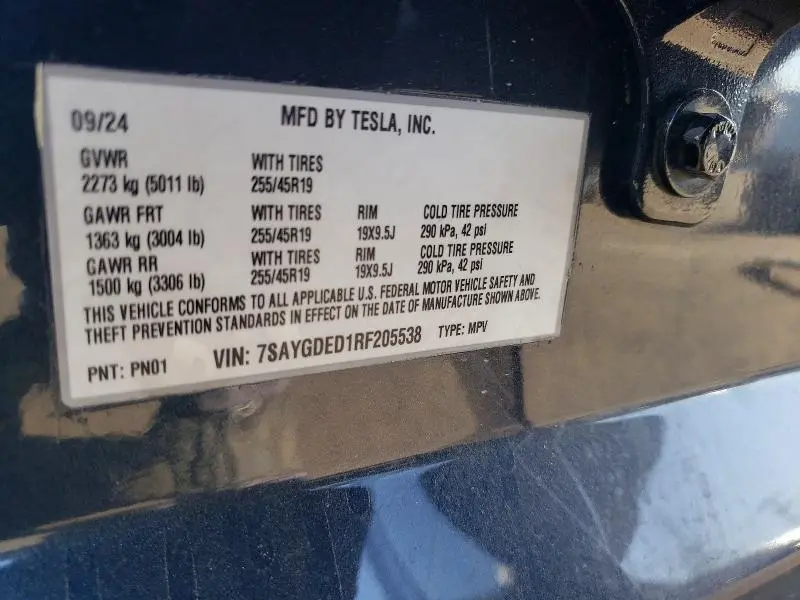 09/24 MFD BY TESLA, INC.
GVWR WITH TIRES
2273 kg (5011 lb) 255/45R19
GAWR FRT WITH TIRES RIM COLD TIRE PRESSURE
1363 kg (3004 lb) 255/45R19 19X9.5J 290 kPa, 42 psi
GAWR RR WITH TIRES RIM COLD TIRE PRESSURE
1500 kg (3306 lb) 255/45R19 19X9.5J 290 kPa, 42 psi
THIS VEHICLE CONFORMS TO ALL APPLICABLE U.S. FEDERAL MOTOR VEHICLE SAFETY AND
THEFT PREVENTION STANDARDS IN EFFECT ON THE DATE OF MANUFACTURE SHOWN ABOVE.
PNT: PN01 VIN: 7SAYGDED1RF205538 TYPE: MPV